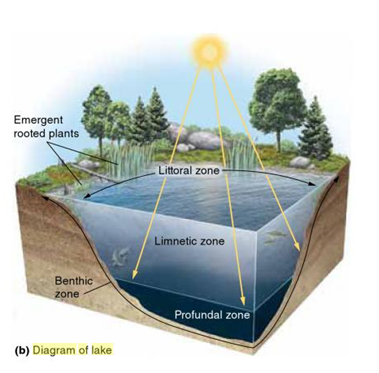 Emergent
rooted plants
Littoral zone
Limnetic zone
Benthic
zone
Profundal zone
(b) Diagram of lake